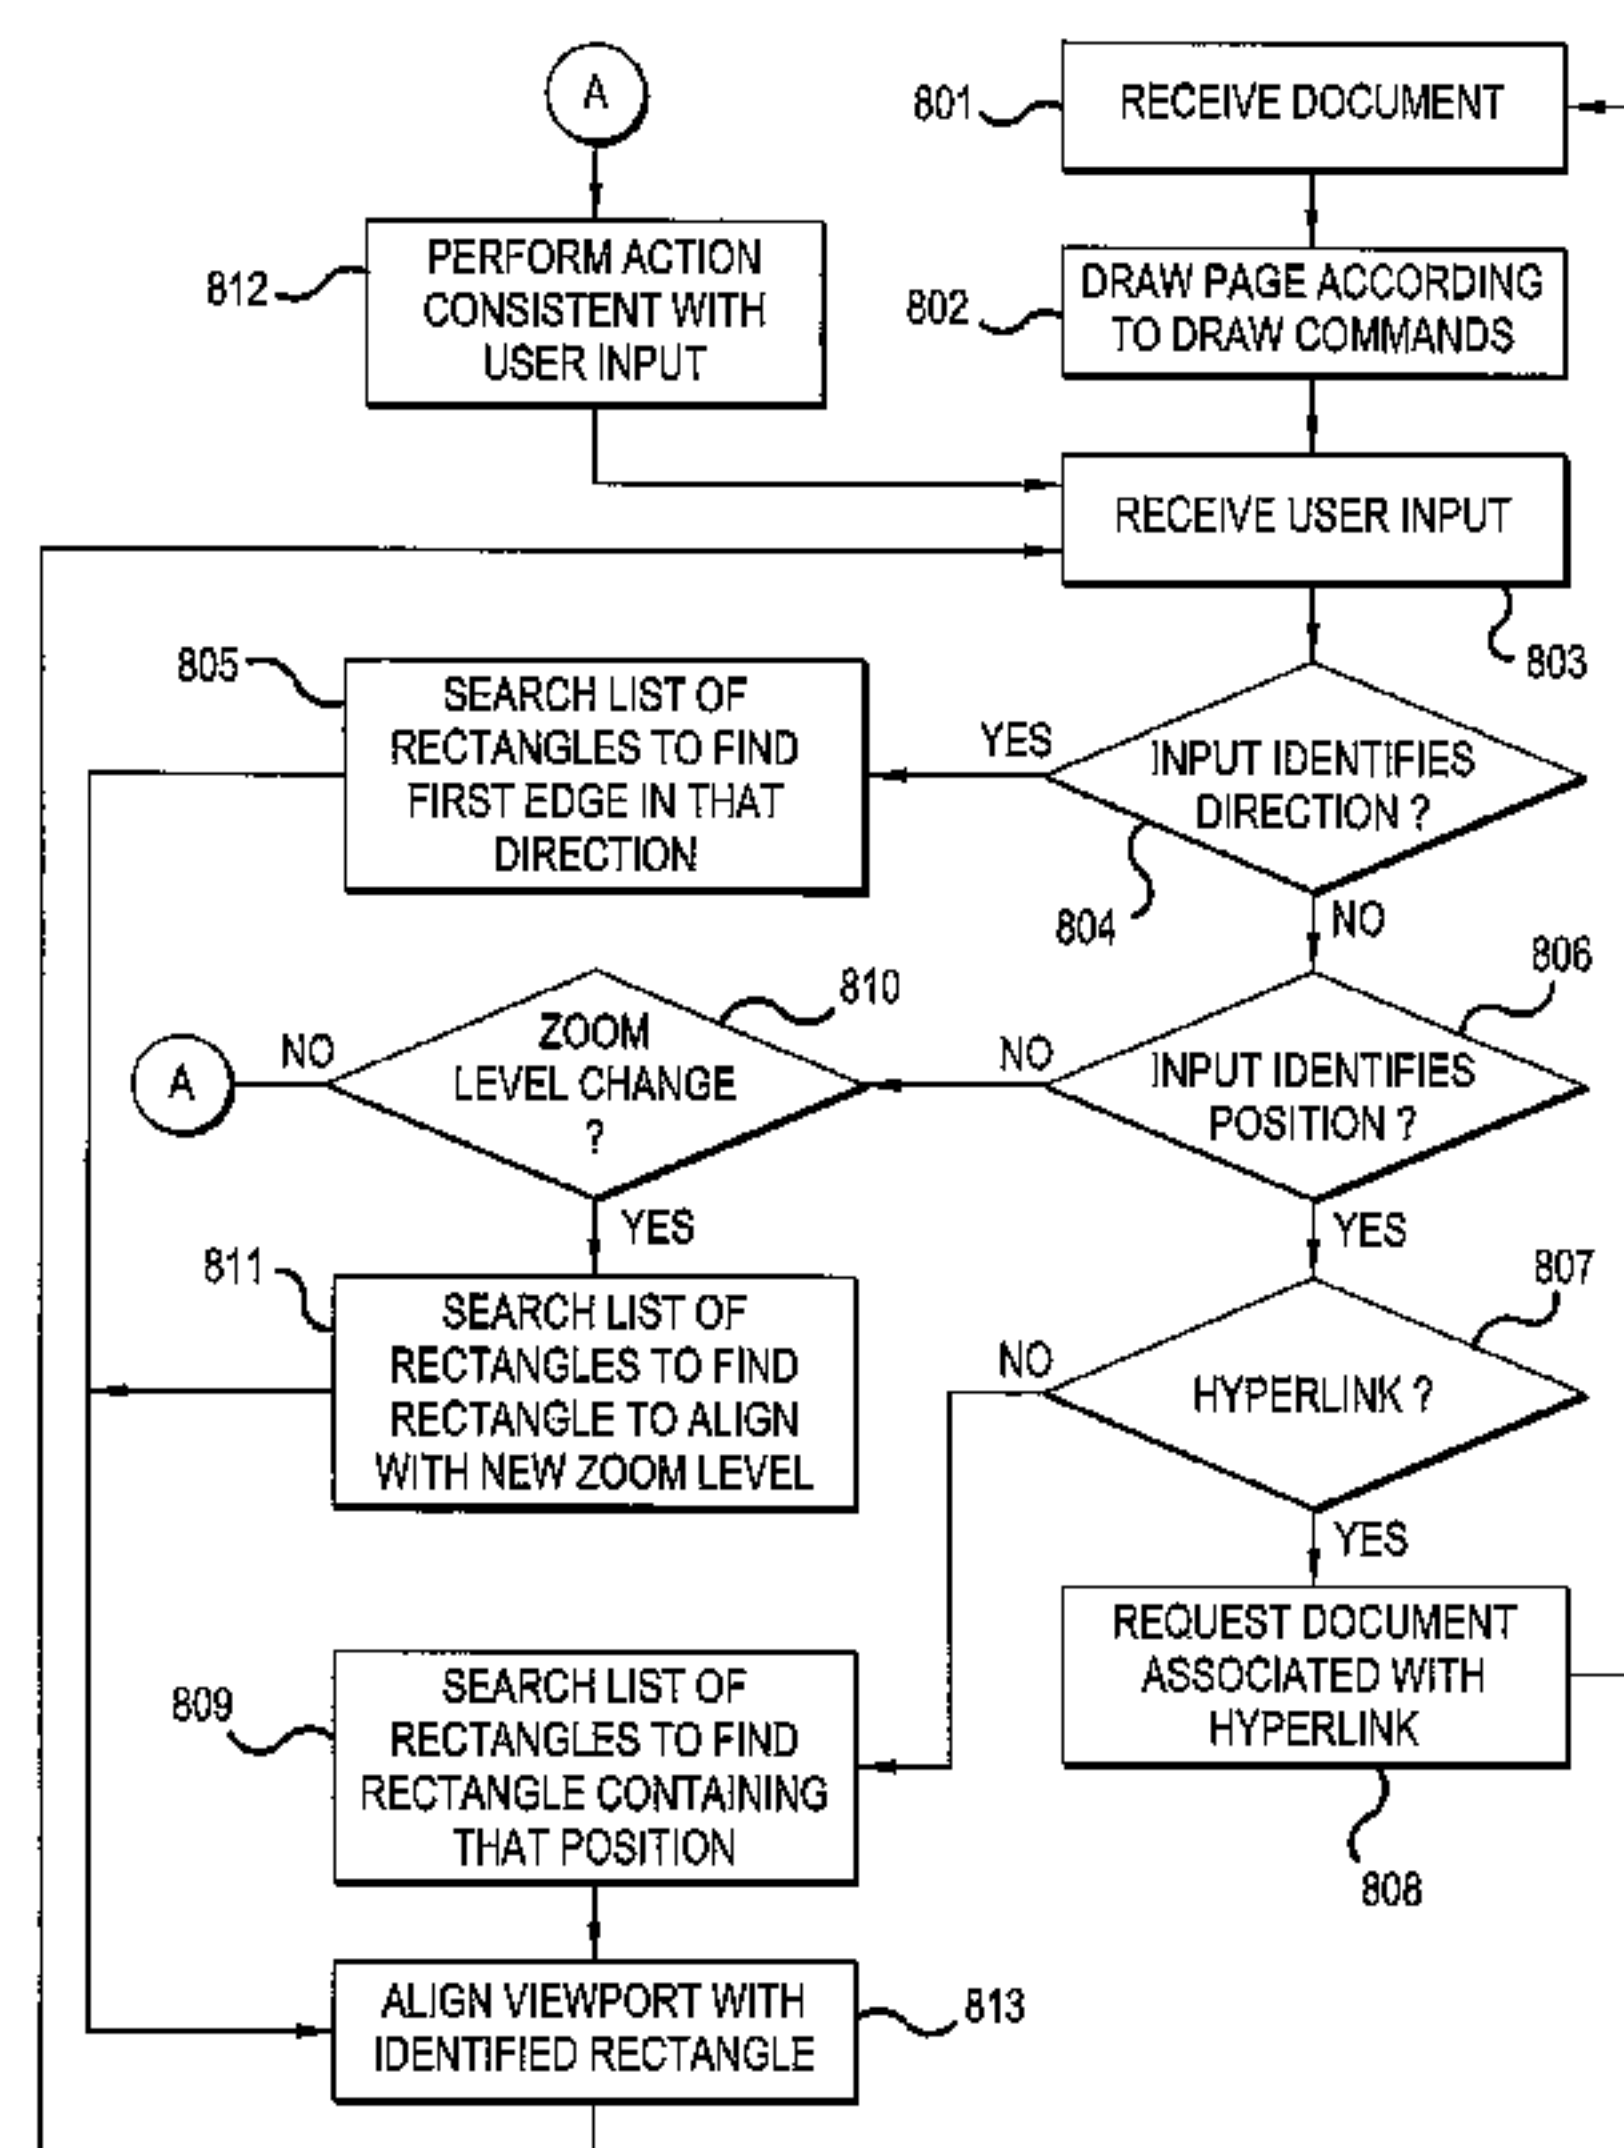 A
801
RECEIVE DOCUMENT
812
PERFORM ACTION
CONSISTENT WITH
USER INPUT
802
DRAW PAGE ACCORDING
TO DRAW COMMANDS
RECEIVE USER INPUT
803
805
SEARCH LIST OF
RECTANGLES TO FIND
FIRST EDGE IN THAT
DIRECTION
YES
INPUT IDENTIFIES
DIRECTION ?
804
NO
806
810
ZOOM
LEVEL CHANGE
?
NO
A
NO
INPUT IDENTIFIES
POSITION ?
YES
YES
811
SEARCH LIST OF
RECTANGLES TO FIND
RECTANGLE TO ALIGN
WITH NEW ZOOM LEVEL
807
NO
HYPERLINK ?
YES
REQUEST DOCUMENT
ASSOCIATED WITH
HYPERLINK
808
809
SEARCH LIST OF
RECTANGLES TO FIND
RECTANGLE CONTAINING
THAT POSITION
ALIGN VIEWPORT WITH
IDENTIFIED RECTANGLE
813